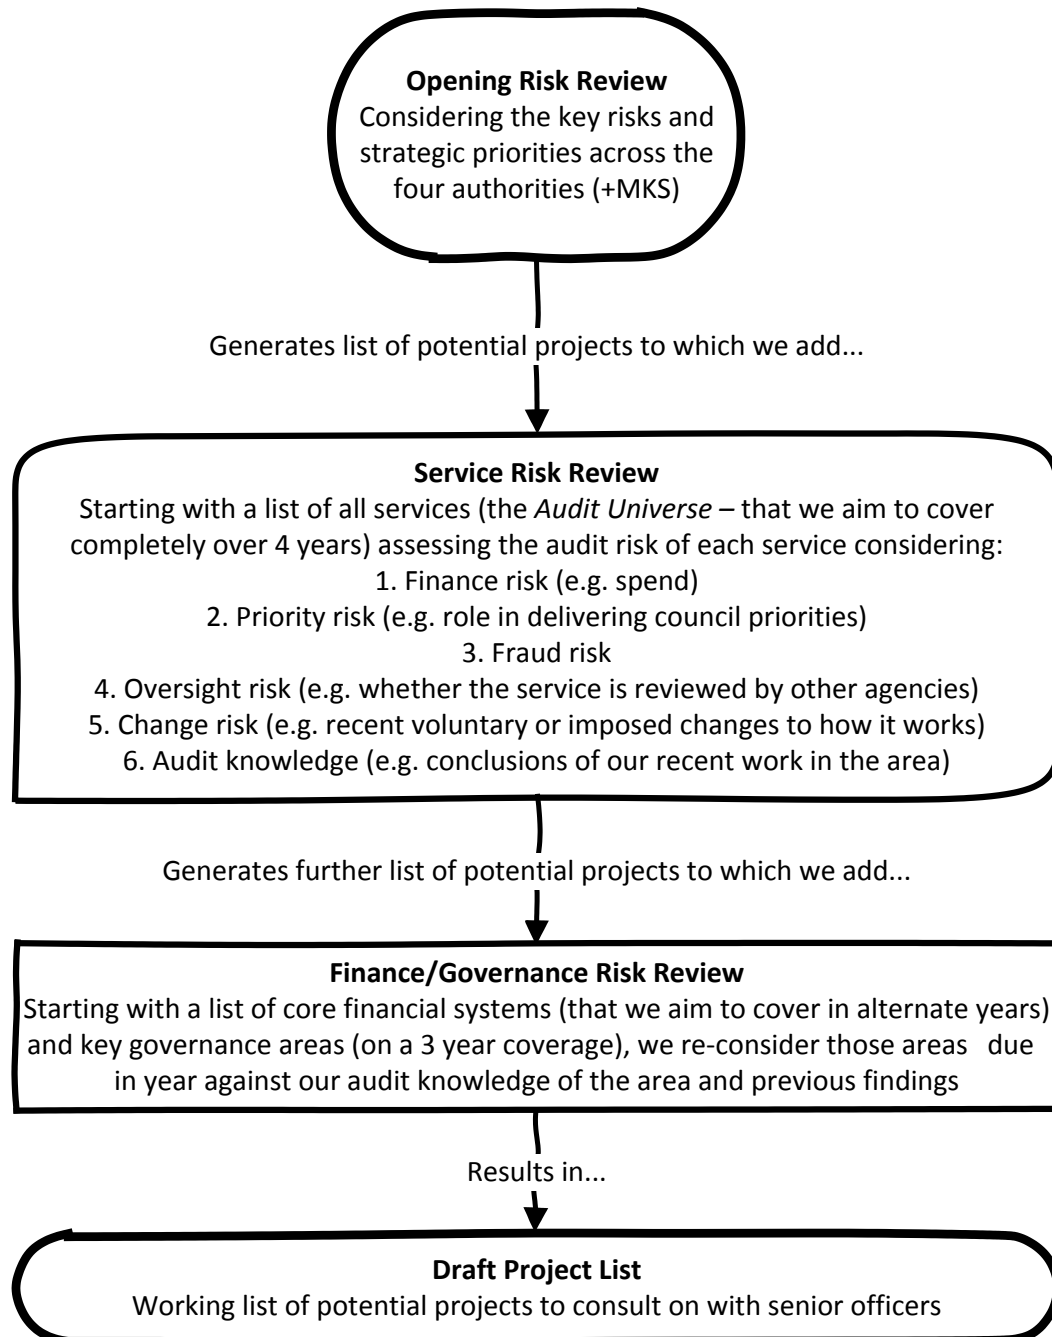 Opening Risk Review
Considering the key risks and
strategic priorities across the
four authorities (+MKS)
Generates list of potential projects to which we add...
Service Risk Review
Starting with a list of all services (the Audit Universe – that we aim to cover
completely over 4 years) assessing the audit risk of each service considering:
1. Finance risk (e.g. spend)
2. Priority risk (e.g. role in delivering council priorities)
3. Fraud risk
4. Oversight risk (e.g. whether the service is reviewed by other agencies)
5. Change risk (e.g. recent voluntary or imposed changes to how it works)
6. Audit knowledge (e.g. conclusions of our recent work in the area)
Generates further list of potential projects to which we add...
Finance/Governance Risk Review
Starting with a list of core financial systems (that we aim to cover in alternate years)
and key governance areas (on a 3 year coverage), we re-consider those areas due
in year against our audit knowledge of the area and previous findings
Results in...
Draft Project List
Working list of potential projects to consult on with senior officers